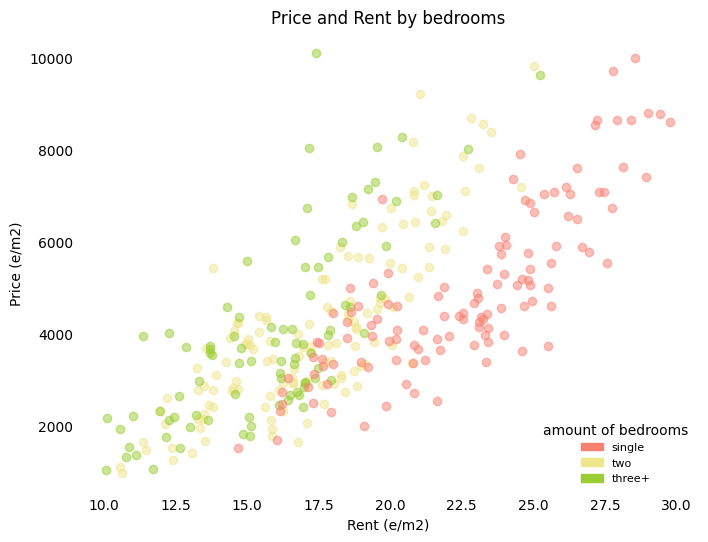 Price and Rent by bedrooms
10000
8000
6000
4000
2000
Price (e/m2)
10.0 12.5 15.0 17.5 20.0 22.5 25.0 27.5 30.0
Rent (e/m2)
amount of bedrooms
single
two
three+